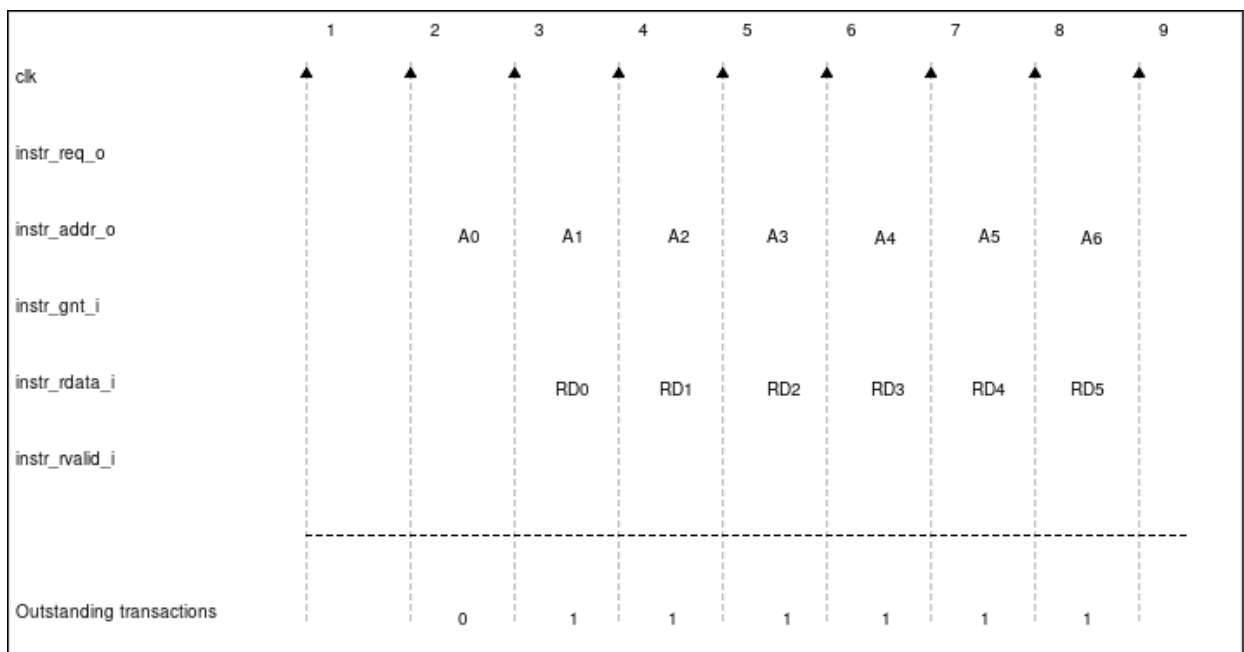 1 2 3 4 5 6 7 8 9
clk
instr_req_o
instr_addr_o A0 A1 A2 A3 A4 A5 A6
instr_gnt_i
instr_rdata_i RD0 RD1 RD2 RD3 RD4 RD5
instr_rvalid_i
Outstanding transactions 0 1 1 1 1 1 1